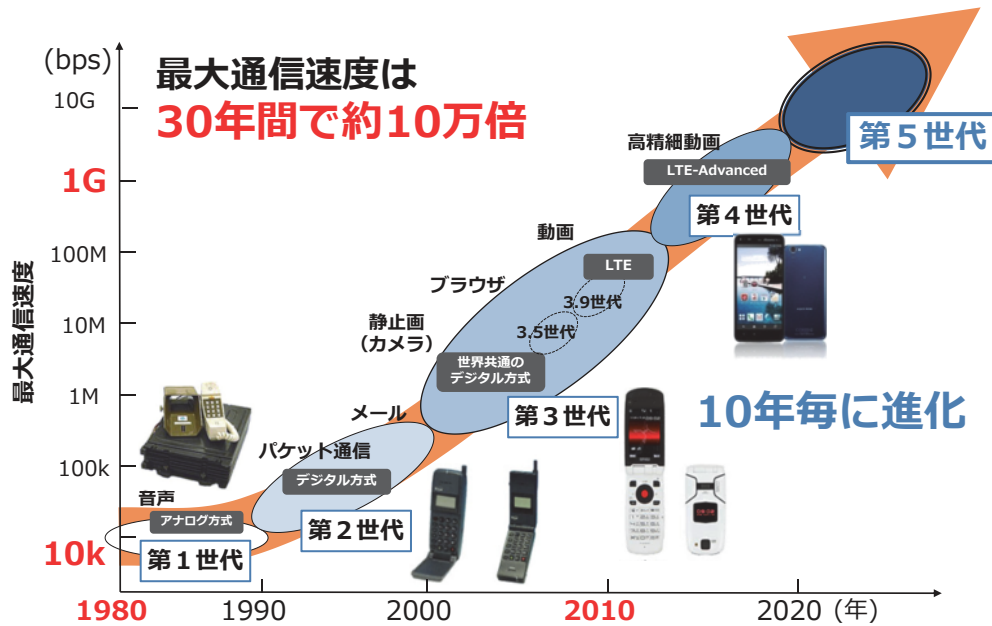 (bps)
最大通信速度は
30年間で約10万倍
10G
1G
100M
10M
1M
100k
10k
最大通信速度
高精細動画
LTE-Advanced
第５世代
第４世代
動画
LTE
ブラウザ
3.9世代
3.5世代
静止画
（カメラ）
世界共通の
デジタル方式
第３世代
10年毎に進化
メール
パケット通信
デジタル方式
第２世代
音声
アナログ方式
第１世代
1980
1990
2000
2010
2020
(年)